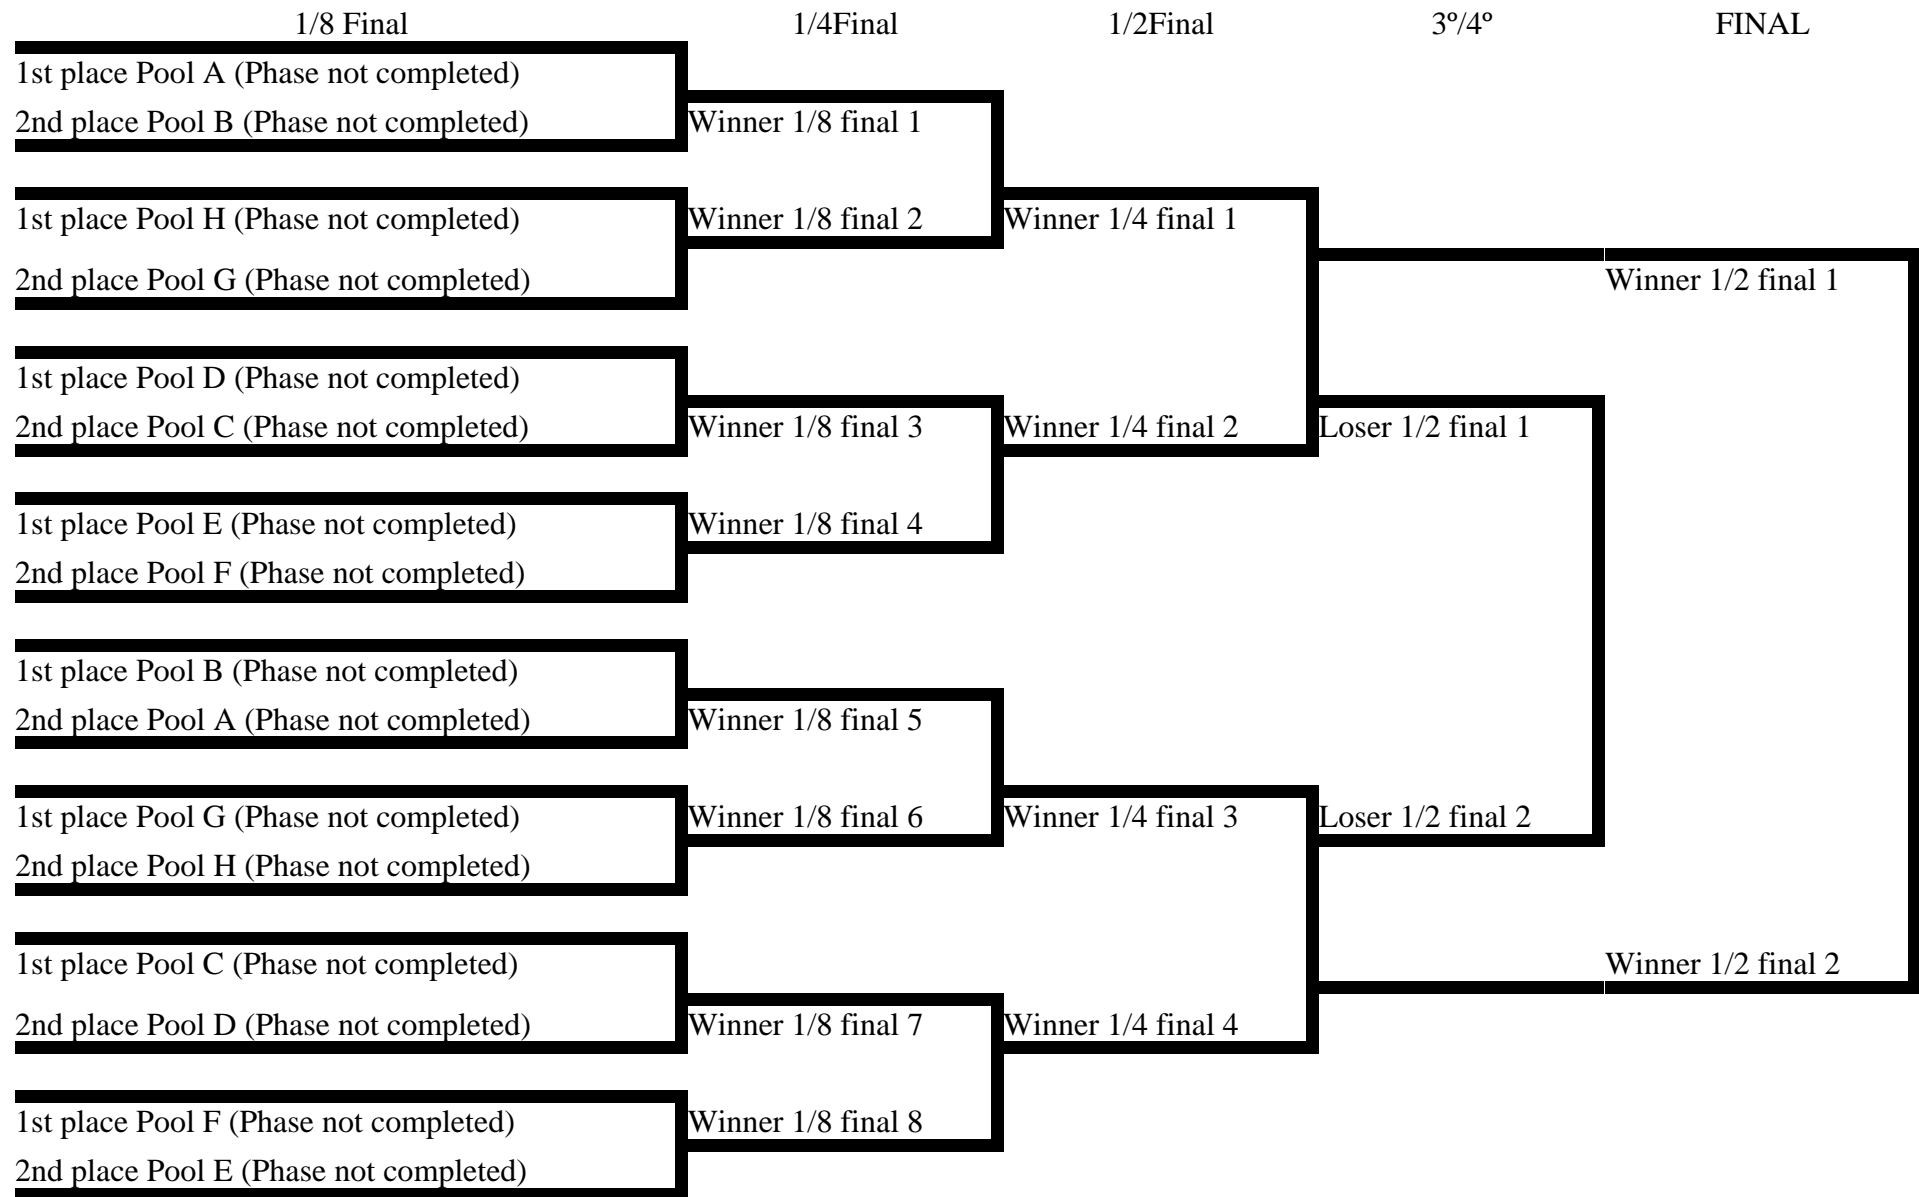 1/8 Final 1/4Final 1/2Final 3º/4º FINAL
1st place Pool A (Phase not completed)
2nd place Pool B (Phase not completed) Winner 1/8 final 1
1st place Pool H (Phase not completed) Winner 1/8 final 2 Winner 1/4 final 1
2nd place Pool G (Phase not completed) Winner 1/2 final 1
1st place Pool D (Phase not completed)
2nd place Pool C (Phase not completed) Winner 1/8 final 3 Winner 1/4 final 2 Loser 1/2 final 1
1st place Pool E (Phase not completed) Winner 1/8 final 4
2nd place Pool F (Phase not completed)
1st place Pool B (Phase not completed)
2nd place Pool A (Phase not completed) Winner 1/8 final 5
1st place Pool G (Phase not completed) Winner 1/8 final 6 Winner 1/4 final 3 Loser 1/2 final 2
2nd place Pool H (Phase not completed)
1st place Pool C (Phase not completed) Winner 1/2 final 2
2nd place Pool D (Phase not completed) Winner 1/8 final 7 Winner 1/4 final 4
1st place Pool F (Phase not completed) Winner 1/8 final 8
2nd place Pool E (Phase not completed)